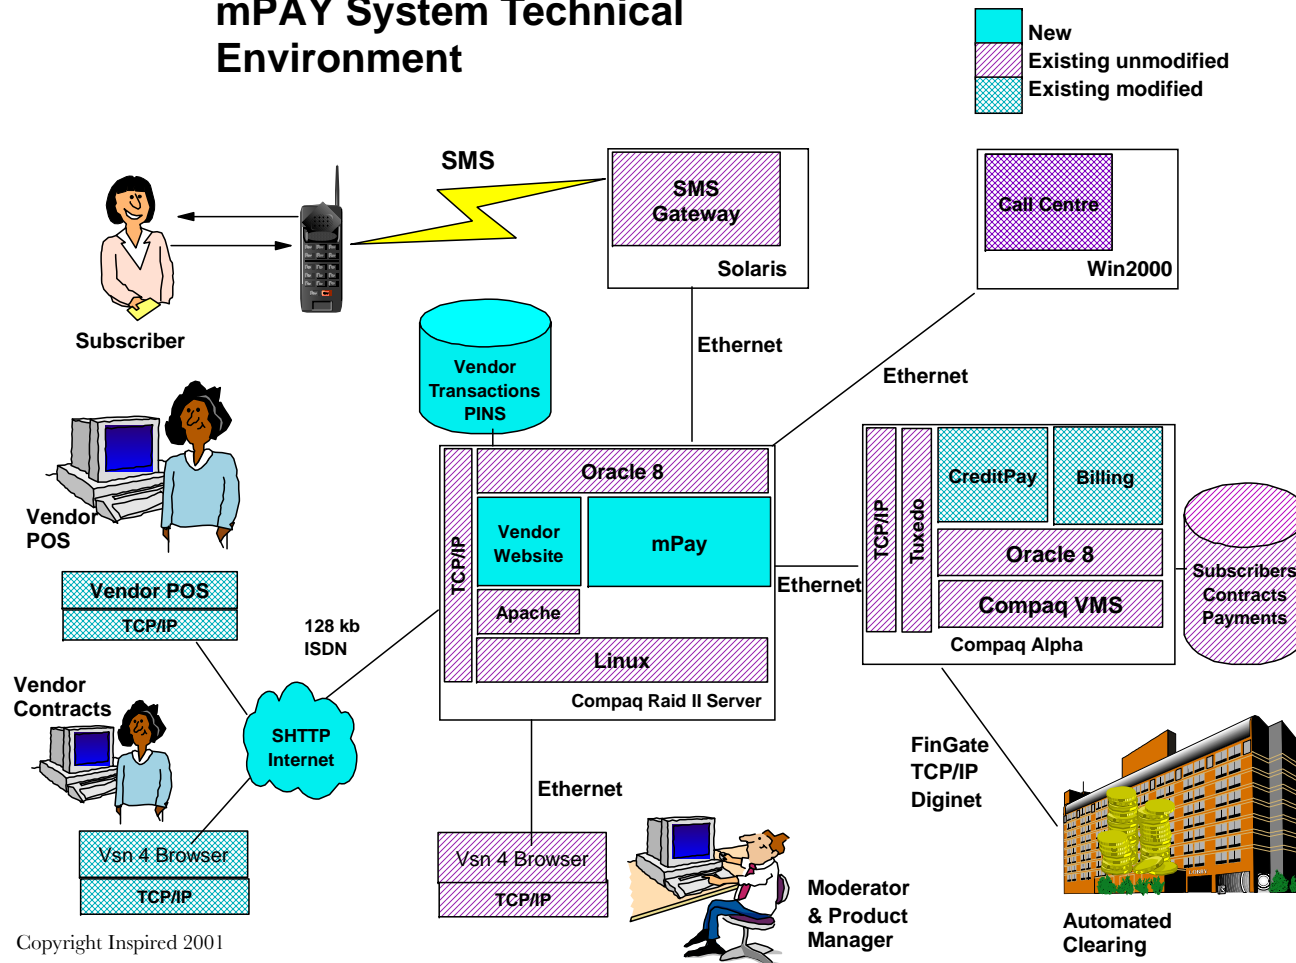 mPAY System Technical
Environment
New
Existing unmodified
Existing modified
SMS
SMS
Gateway
Solaris
Call Centre
Win2000
Subscriber
Ethernet
Ethernet
Vendor
Transactions
PINS
Vendor
POS
Vendor POS
TCP/IP
128 kb
ISDN
Vendor
Contracts
SHTTP
Internet
Vsn 4 Browser
TCP/IP
TCP/IP
Oracle 8
Vendor
Website
mPay
Apache
Linux
Compaq Raid II Server
Ethernet
TCP/IP
Tuxedo
CreditPay
Billing
Oracle 8
Compaq VMS
Compaq Alpha
Subscribers
Contracts
Payments
Ethernet
Vsn 4 Browser
TCP/IP
Moderator
& Product
Manager
FinGate
TCP/IP
Diginet
Automated
Clearing
Copyright Inspired 2001